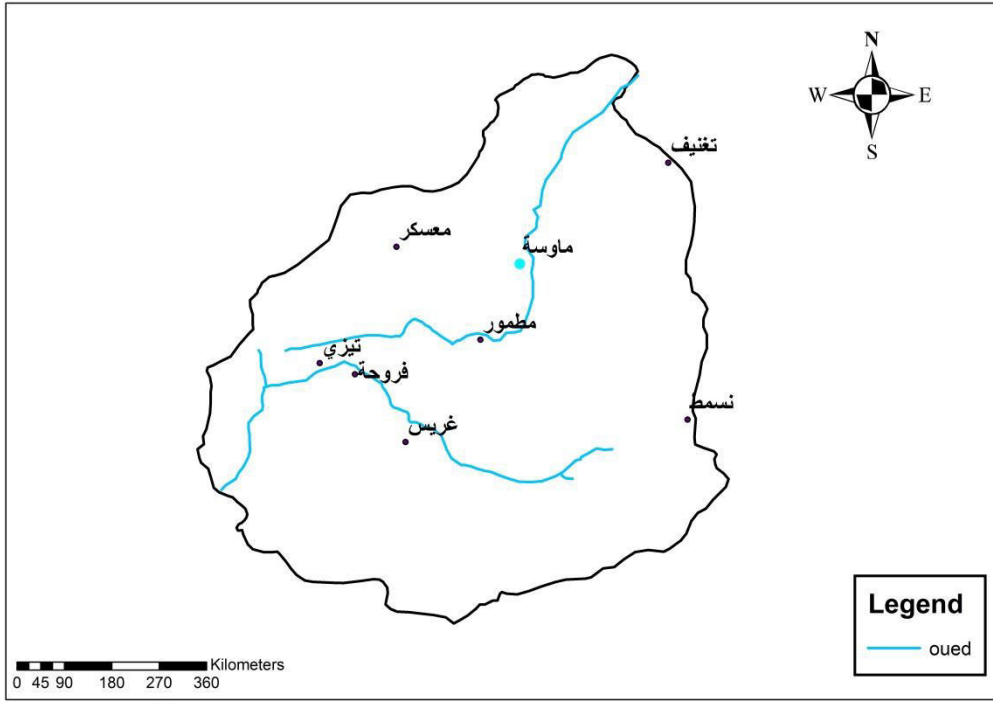 N
W E
S
تغنيف
معسكر
ماوسة
مطمور
تيزي
فروحة
نسمط
غريس
Legend
oued
Kilometers
0 45 90 180 270 360